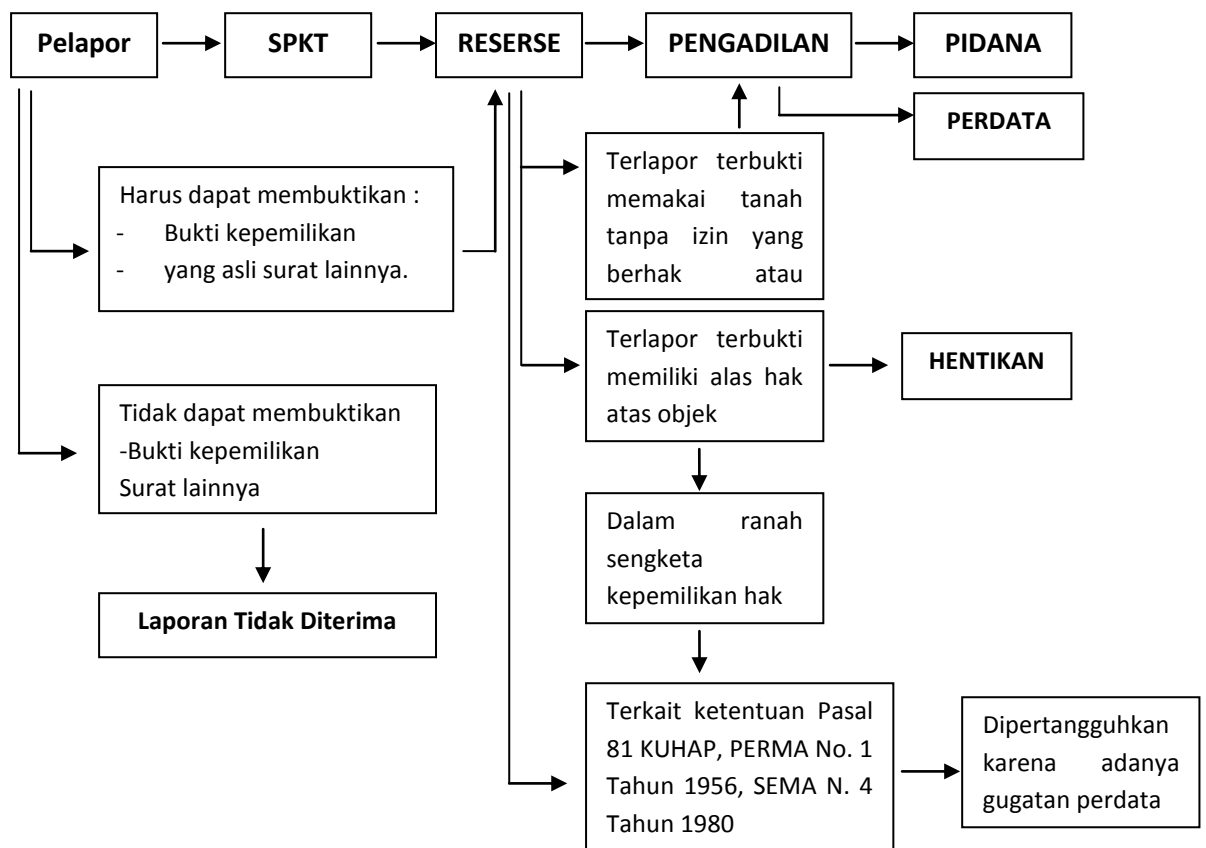 Pelapor
SPKT
RESERSE
PENGADILAN
PIDANA
PERDATA
Harus dapat membuktikan :
- Bukti kepemilikan
- yang asli surat lainnya.
Terlapor terbukti
memakai tanah
tanpa izin yang
berhak atau
Terlapor terbukti
memiliki alas hak
atas objek
HENTIKAN
Tidak dapat membuktikan
-Bukti kepemilikan
Surat lainnya
Dalam ranah
sengketa
kepemilikan hak
Laporan Tidak Diterima
Terkait ketentuan Pasal
81 KUHAP, PERMA No. 1
Tahun 1956, SEMA N. 4
Tahun 1980
Dipertangguhkan
karena adanya
gugatan perdata